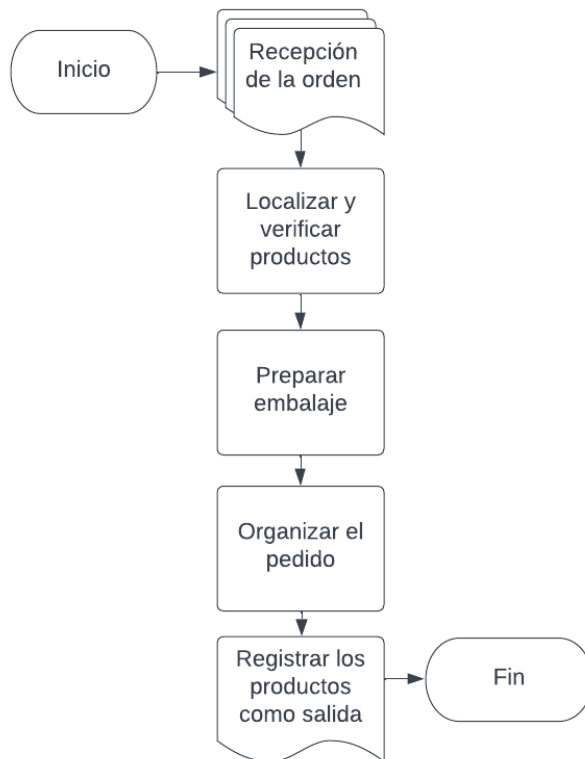 Inicio
Recepción
de la orden
Localizar y
verificar
productos
Preparar
embalaje
Organizar el
pedido
Registrar los
productos
como salida
Fin